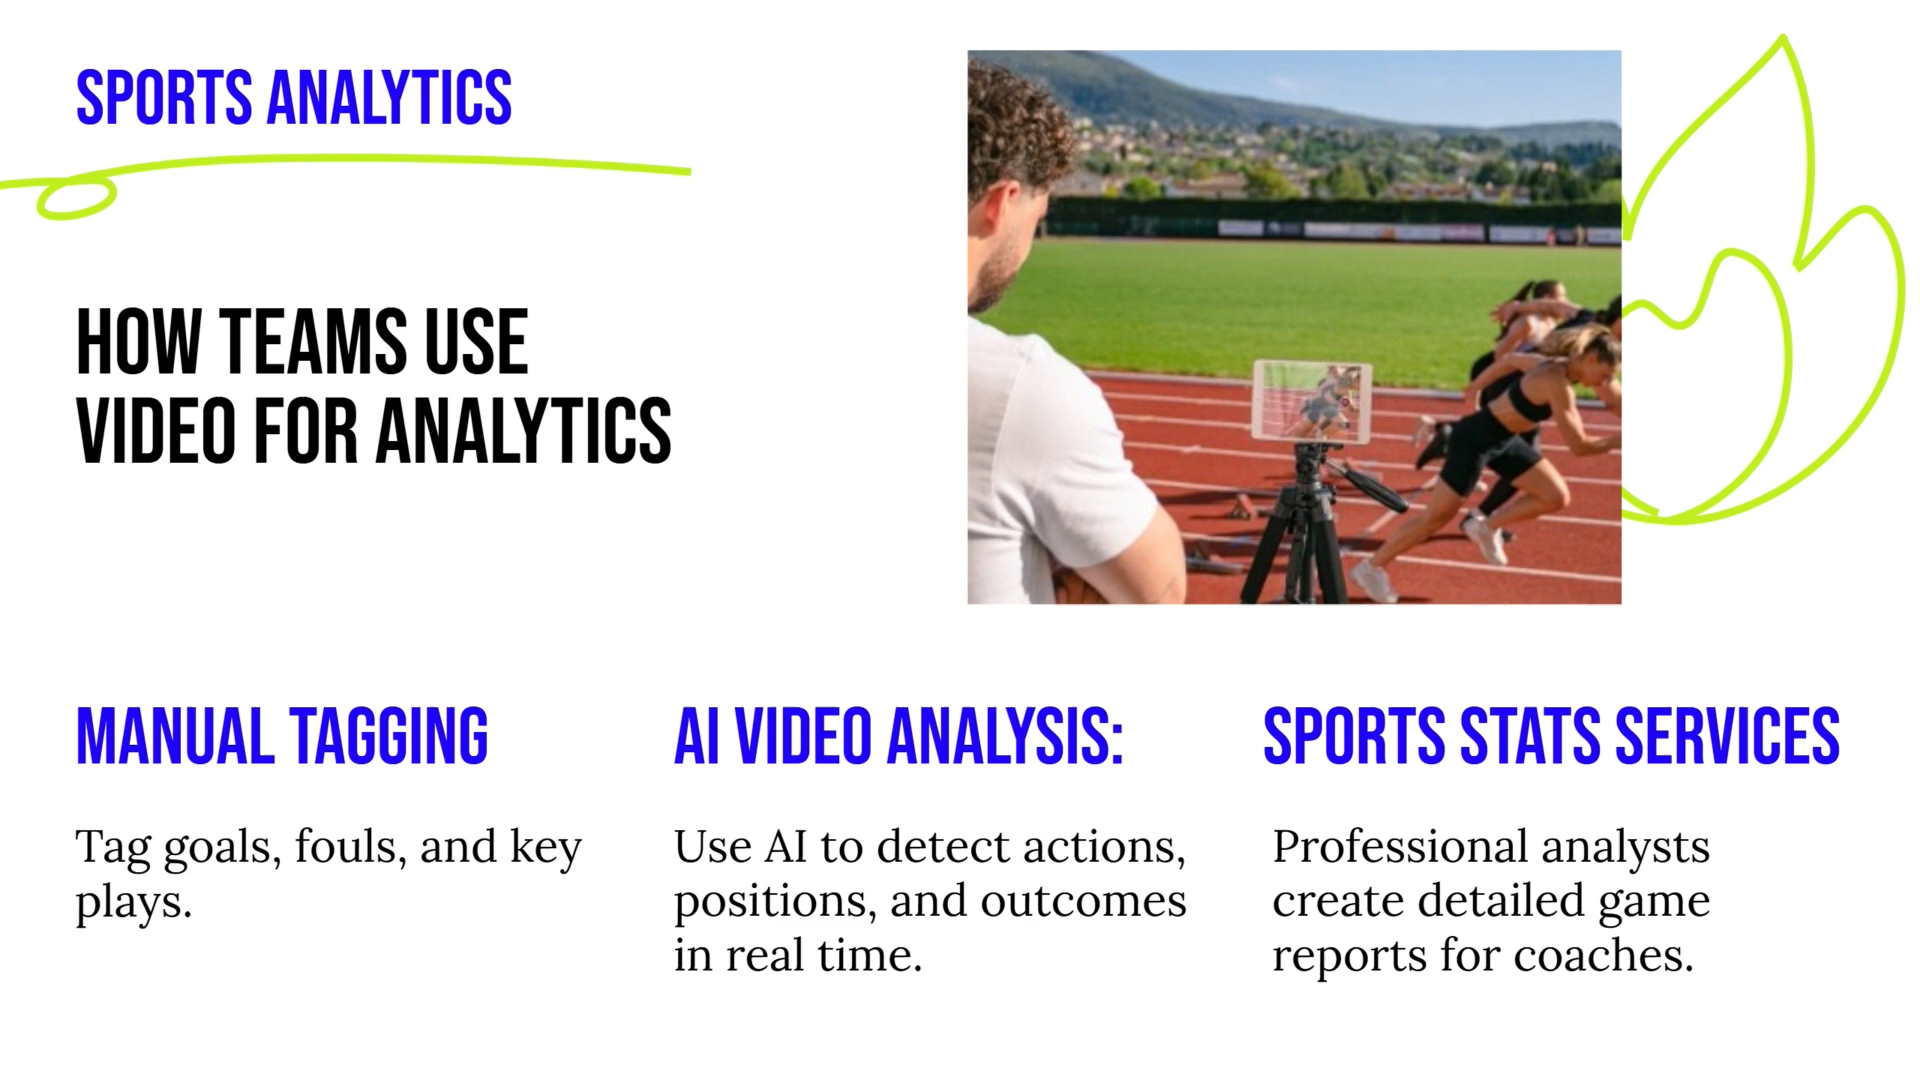 SPORTS ANALYTICS
HOW TEAMS USE
VIDEO FOR ANALYTICS
MANUAL TAGGING
Tag goals, fouls, and key
plays.
AI VIDEO ANALYSIS:
Use AI to detect actions,
positions, and outcomes
in real time.
SPORTS STATS SERVICES
Professional analysts
create detailed game
reports for coaches.